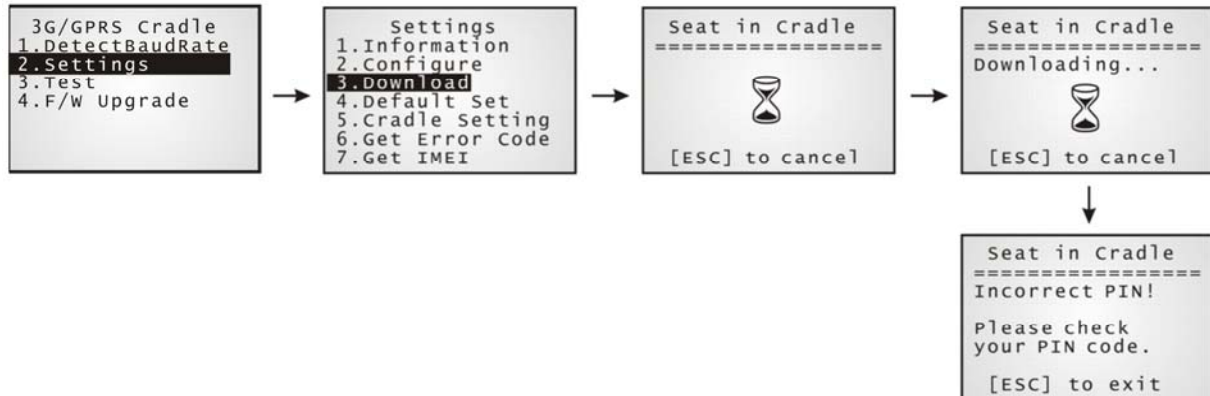 3G/GPRS Cradle
1.DetectBaudRate
2.Settings
3.Test
4.F/W Upgrade
Settings
1.Information
2.Configure
3.Download
4.Default Set
5.Cradle Setting
6.Get Error Code
7.Get IMEI
Seat in Cradle
=================
[ESC] to cancel
Seat in Cradle
=================
Downloading...
[ESC] to cancel
Seat in Cradle
=================
Incorrect PIN!
Please check
your PIN code.
[ESC] to exit